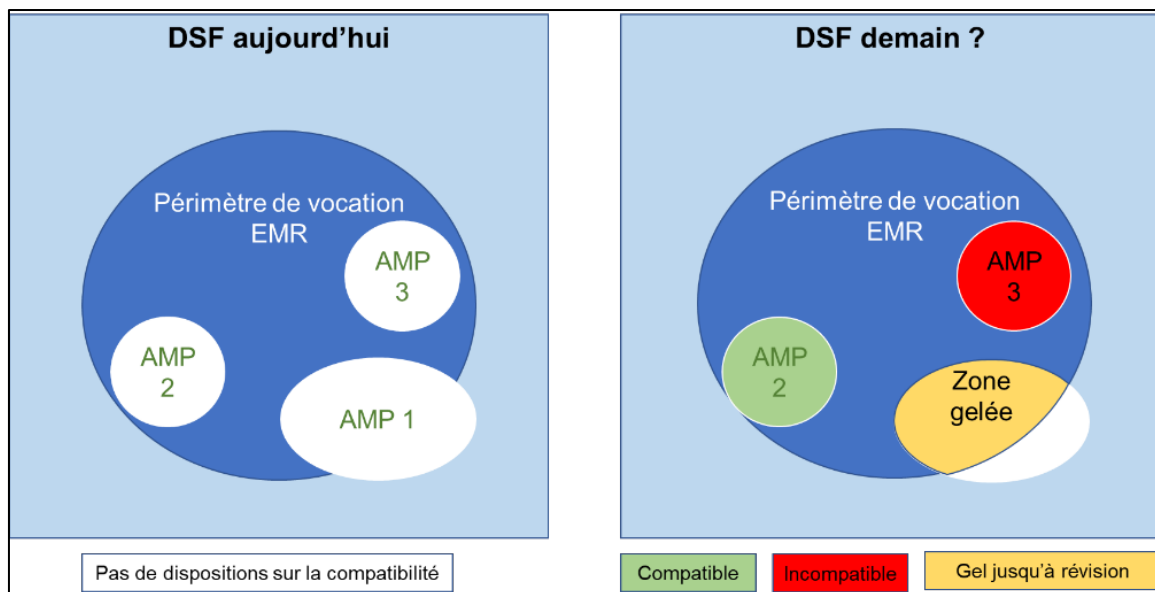 DSF aujourd'hui
Périmètre de vocation
EMR
AMP
3
AMP
2
AMP 1
Pas de dispositions sur la compatibilité
DSF demain ?
Périmètre de vocation
EMR
AMP
3
AMP
2
Zone
gelée
Compatible
Incompatible
Gel jusqu'à révision